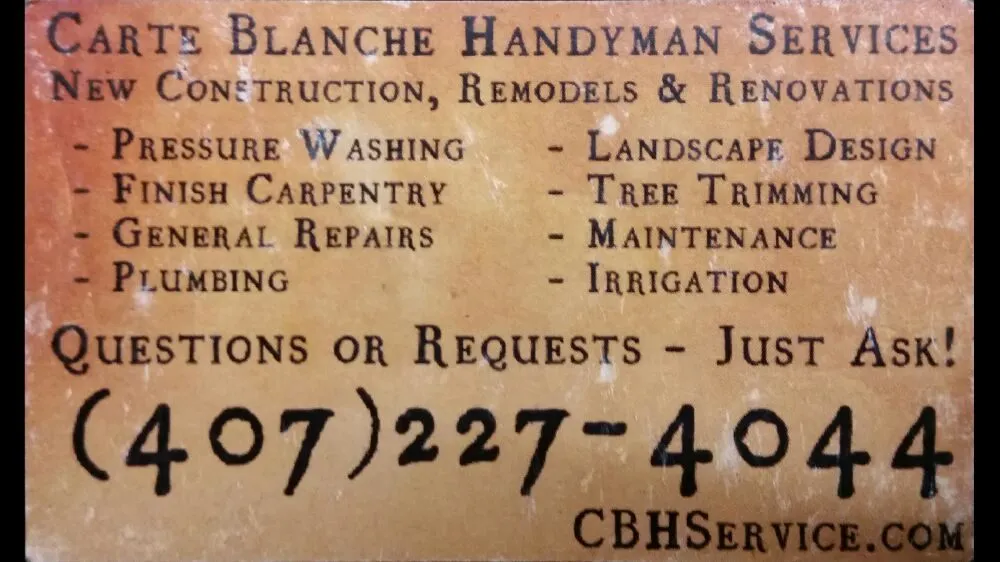 Carte Blanche Handyman Services
New Construction, Remodels & Renovations
- Pressure Washing
- Finish Carpentry
- General Repairs
- Plumbing
- Landscape Design
- Tree Trimming
- Maintenance
- Irrigation
Questions or Requests - Just Ask!
(407)227-4044
CBHService.com